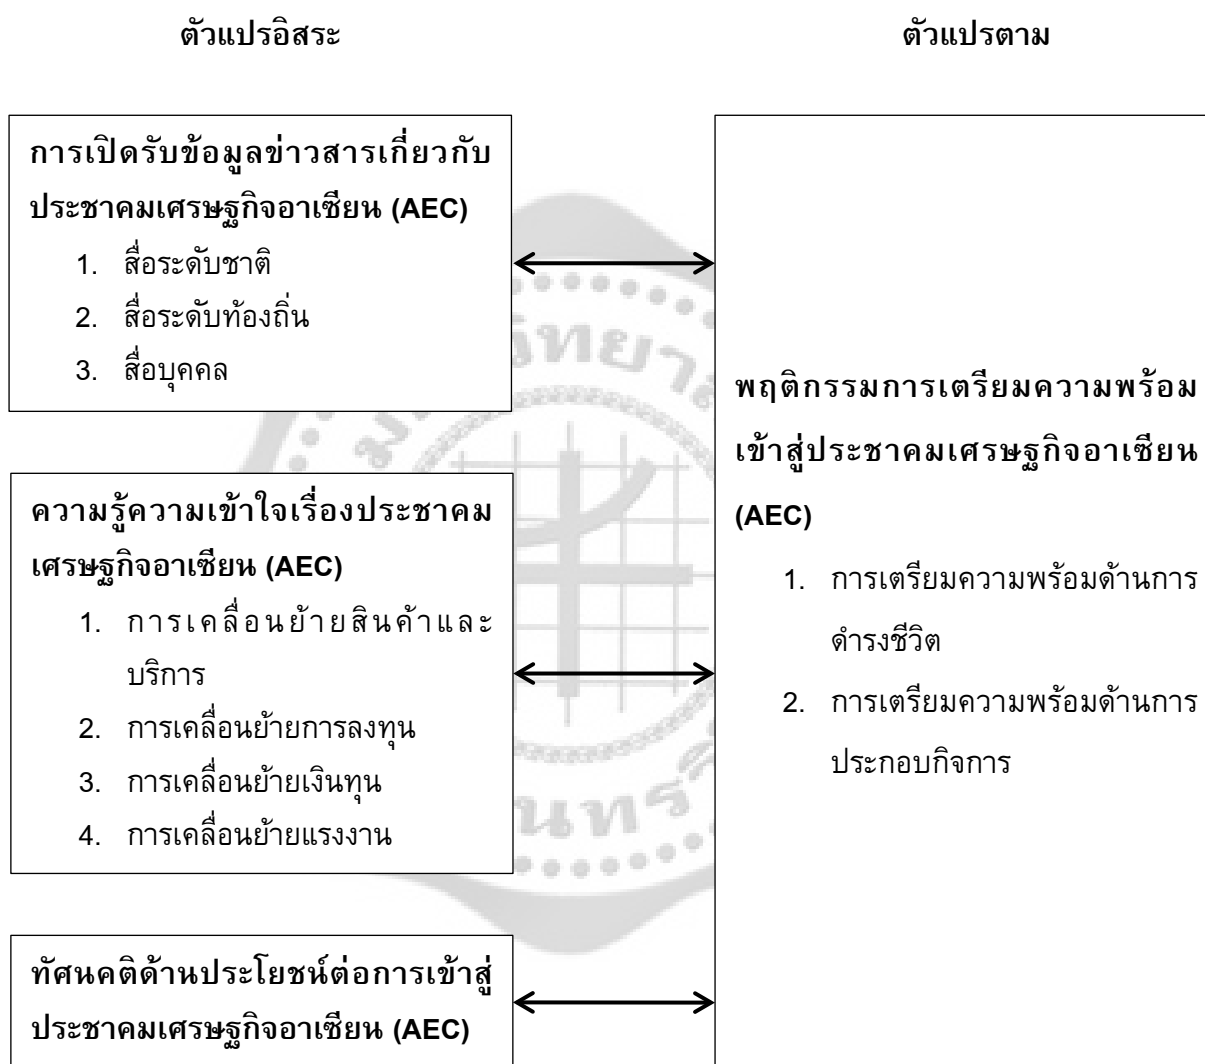 ตัวแปรอิสระ
ตัวแปรตาม
การเปิดรับข้อมูลข่าวสารเกี่ยวกับ
ประชาคมเศรษฐกิจอาเซียน (AEC)
1. สื่อระดับชาติ
2. สื่อระดับท้องถิ่น
3. สื่อบุคคล
ความรู้ความเข้าใจเรื่องประชาคม
เศรษฐกิจอาเซียน (AEC)
1. การเคลื่อนย้ายสินค้าและ
บริการ
2. การเคลื่อนย้ายการลงทุน
3. การเคลื่อนย้ายเงินทุน
4. การเคลื่อนย้ายแรงงาน
ทัศนคติด้านประโยชน์ต่อการเข้าสู่
ประชาคมเศรษฐกิจอาเซียน (AEC)
พฤติกรรมการเตรียมความพร้อม
เข้าสู่ประชาคมเศรษฐกิจอาเซียน
(AEC)
1. การเตรียมความพร้อมด้านการ
ดำรงชีวิต
2. การเตรียมความพร้อมด้านการ
ประกอบกิจการ